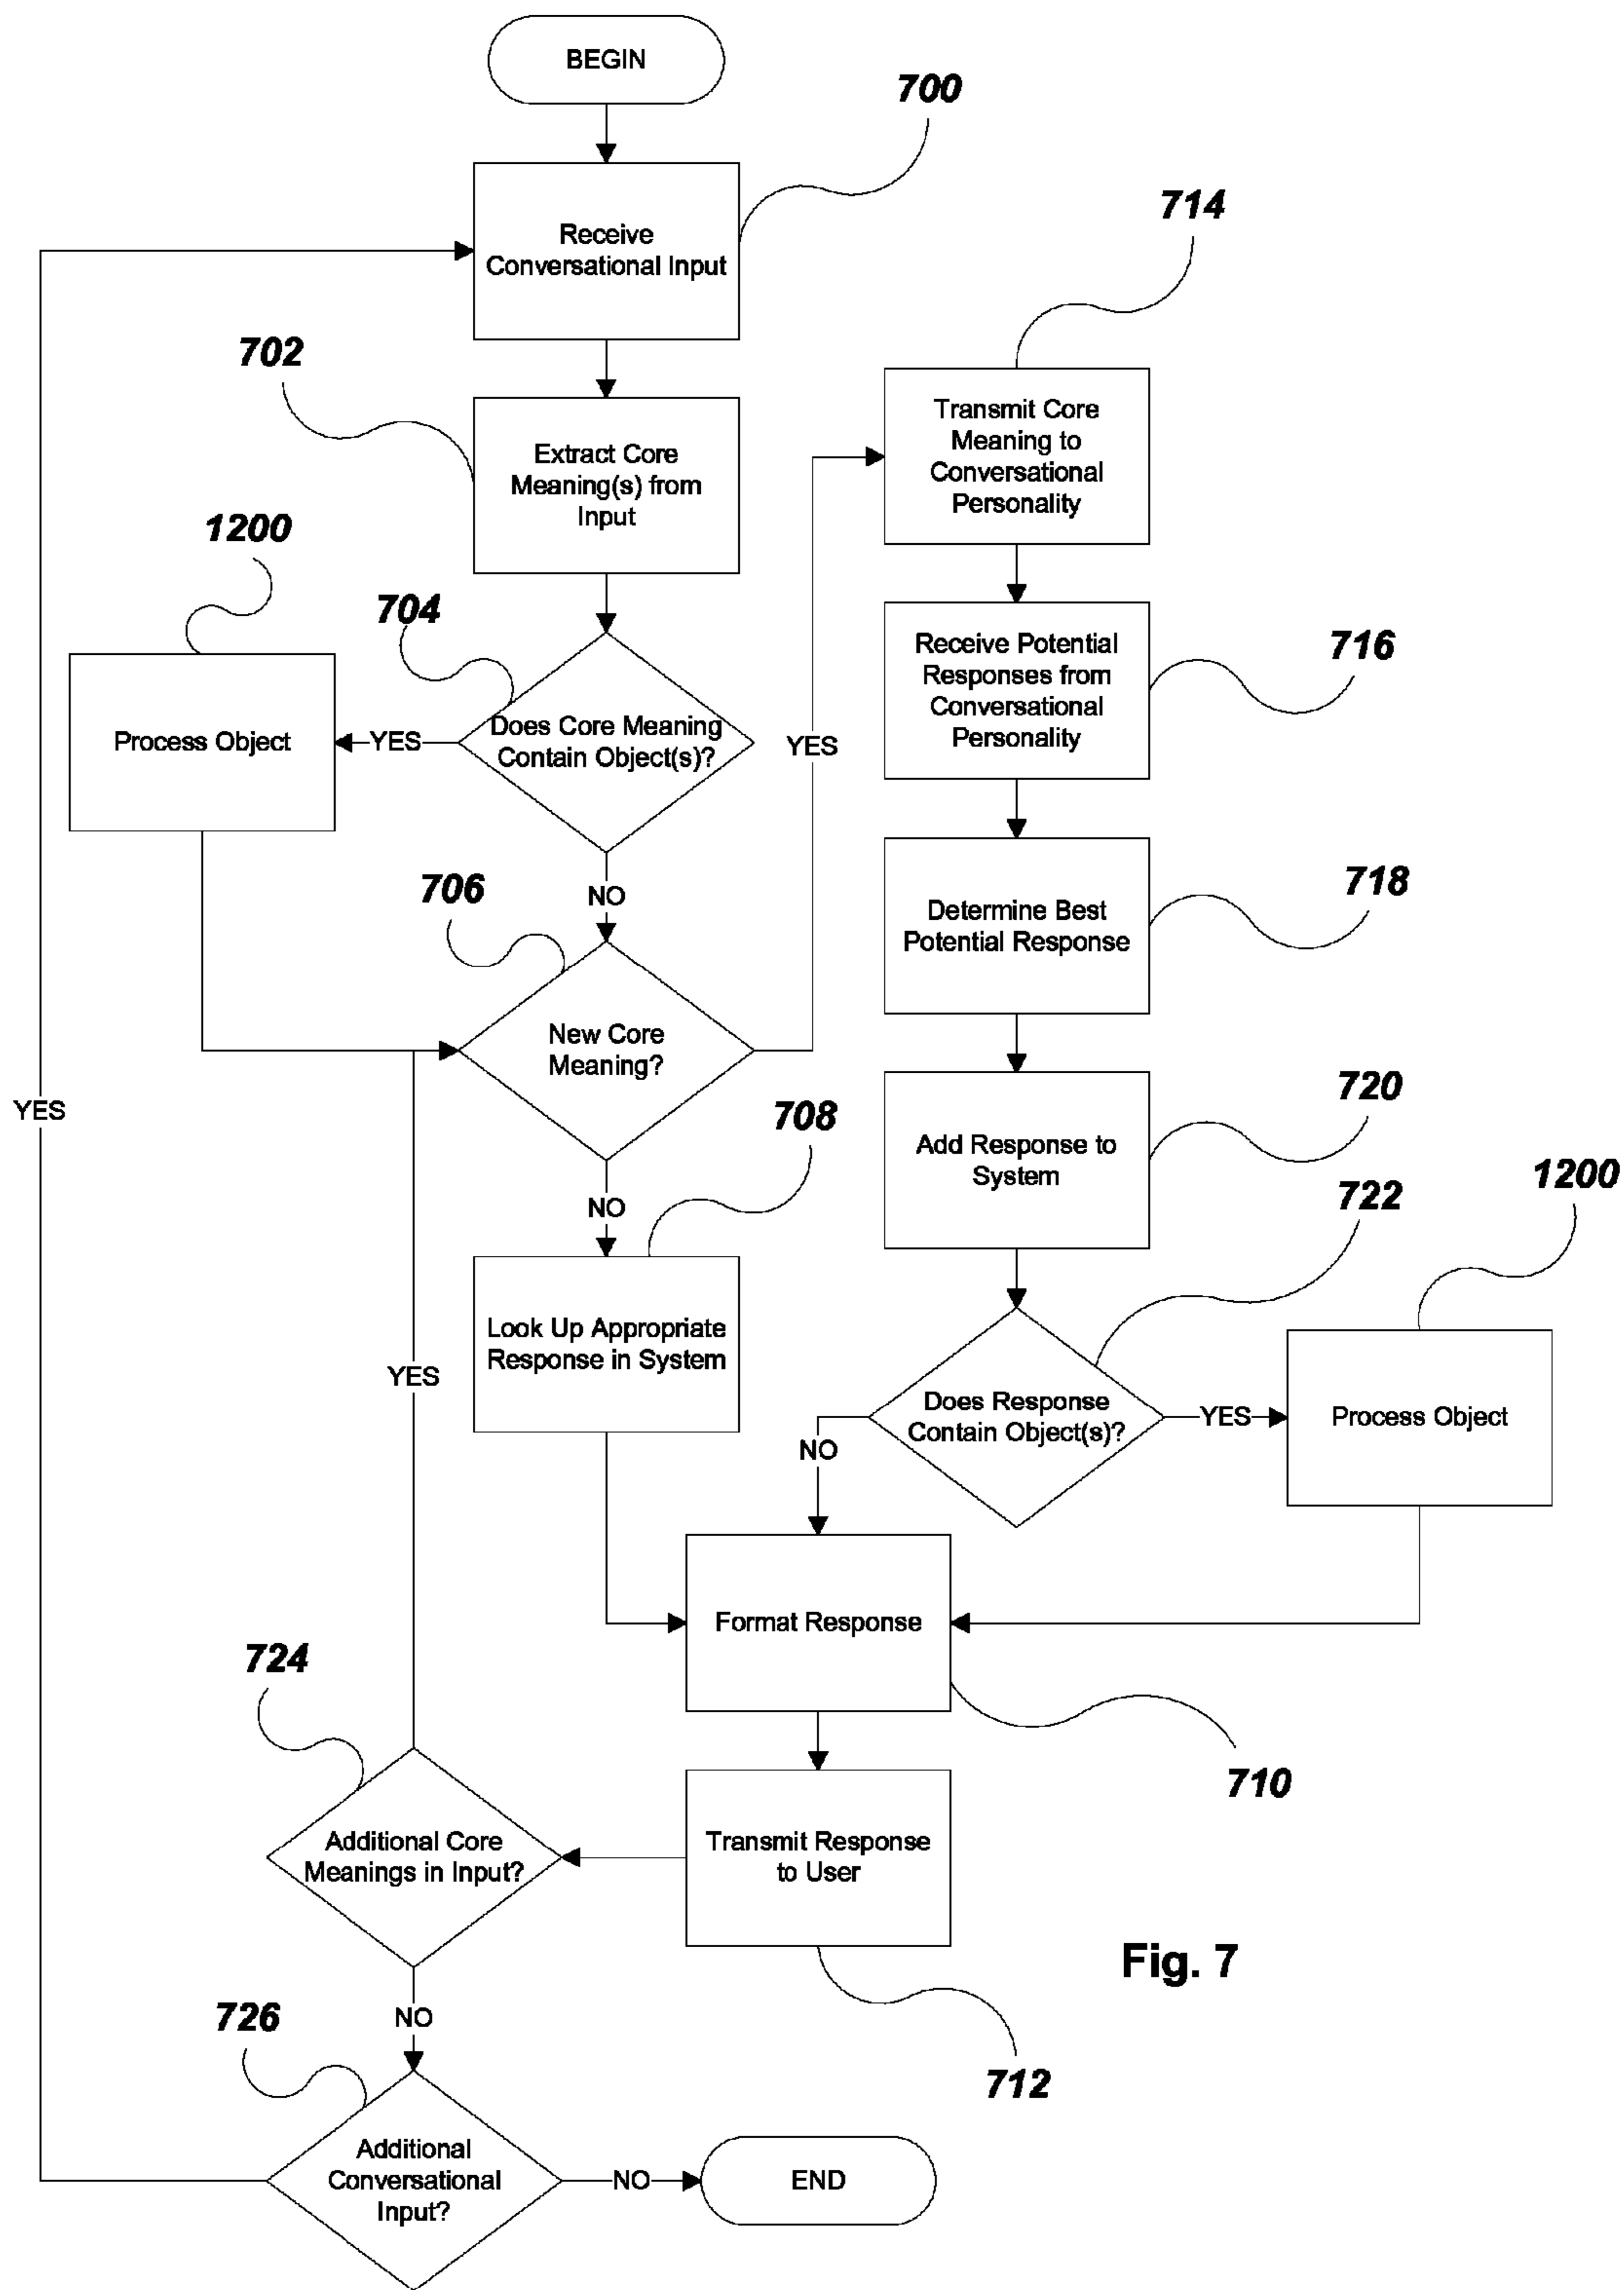 BEGIN
700
Receive
Conversational Input
702
Extract Core
Meaning(s) from
Input
1200
704
Process Object
YES
Does Core Meaning
Contain Object(s)?
NO
706
New Core
Meaning?
YES
NO
708
Look Up Appropriate
Response in System
714
Transmit Core
Meaning to
Conversational
Personality
716
Receive Potential
Responses from
Conversational
Personality
718
Determine Best
Potential Response
720
Add Response to
System
722
Does Response
Contain Object(s)?
YES
1200
Process Object
NO
Format Response
710
Transmit Response
to User
712
724
Additional Core
Meanings in Input?
YES
NO
726
Additional
Conversational
Input?
YES
NO
END
Fig. 7